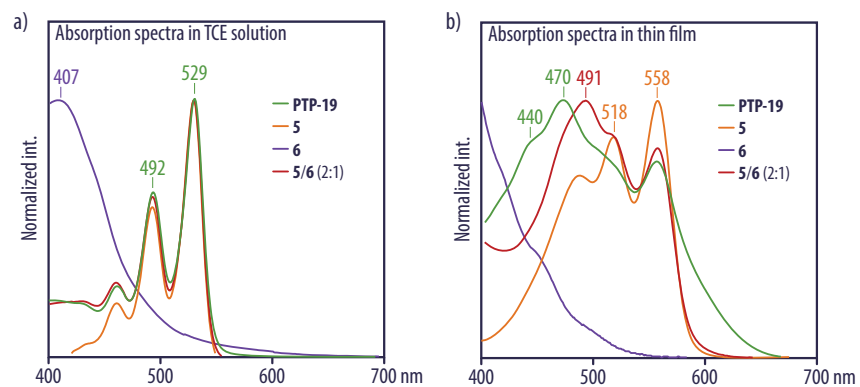 a)
Absorption spectra in TCE solution
407
529
492
PTP-19
5
6
5/6 (2:1)
Normalized int.
400
500
600
700 nm
b)
Absorption spectra in thin film
470
491
558
440
518
PTP-19
5
6
5/6 (2:1)
Normalized int.
400
500
600
700 nm